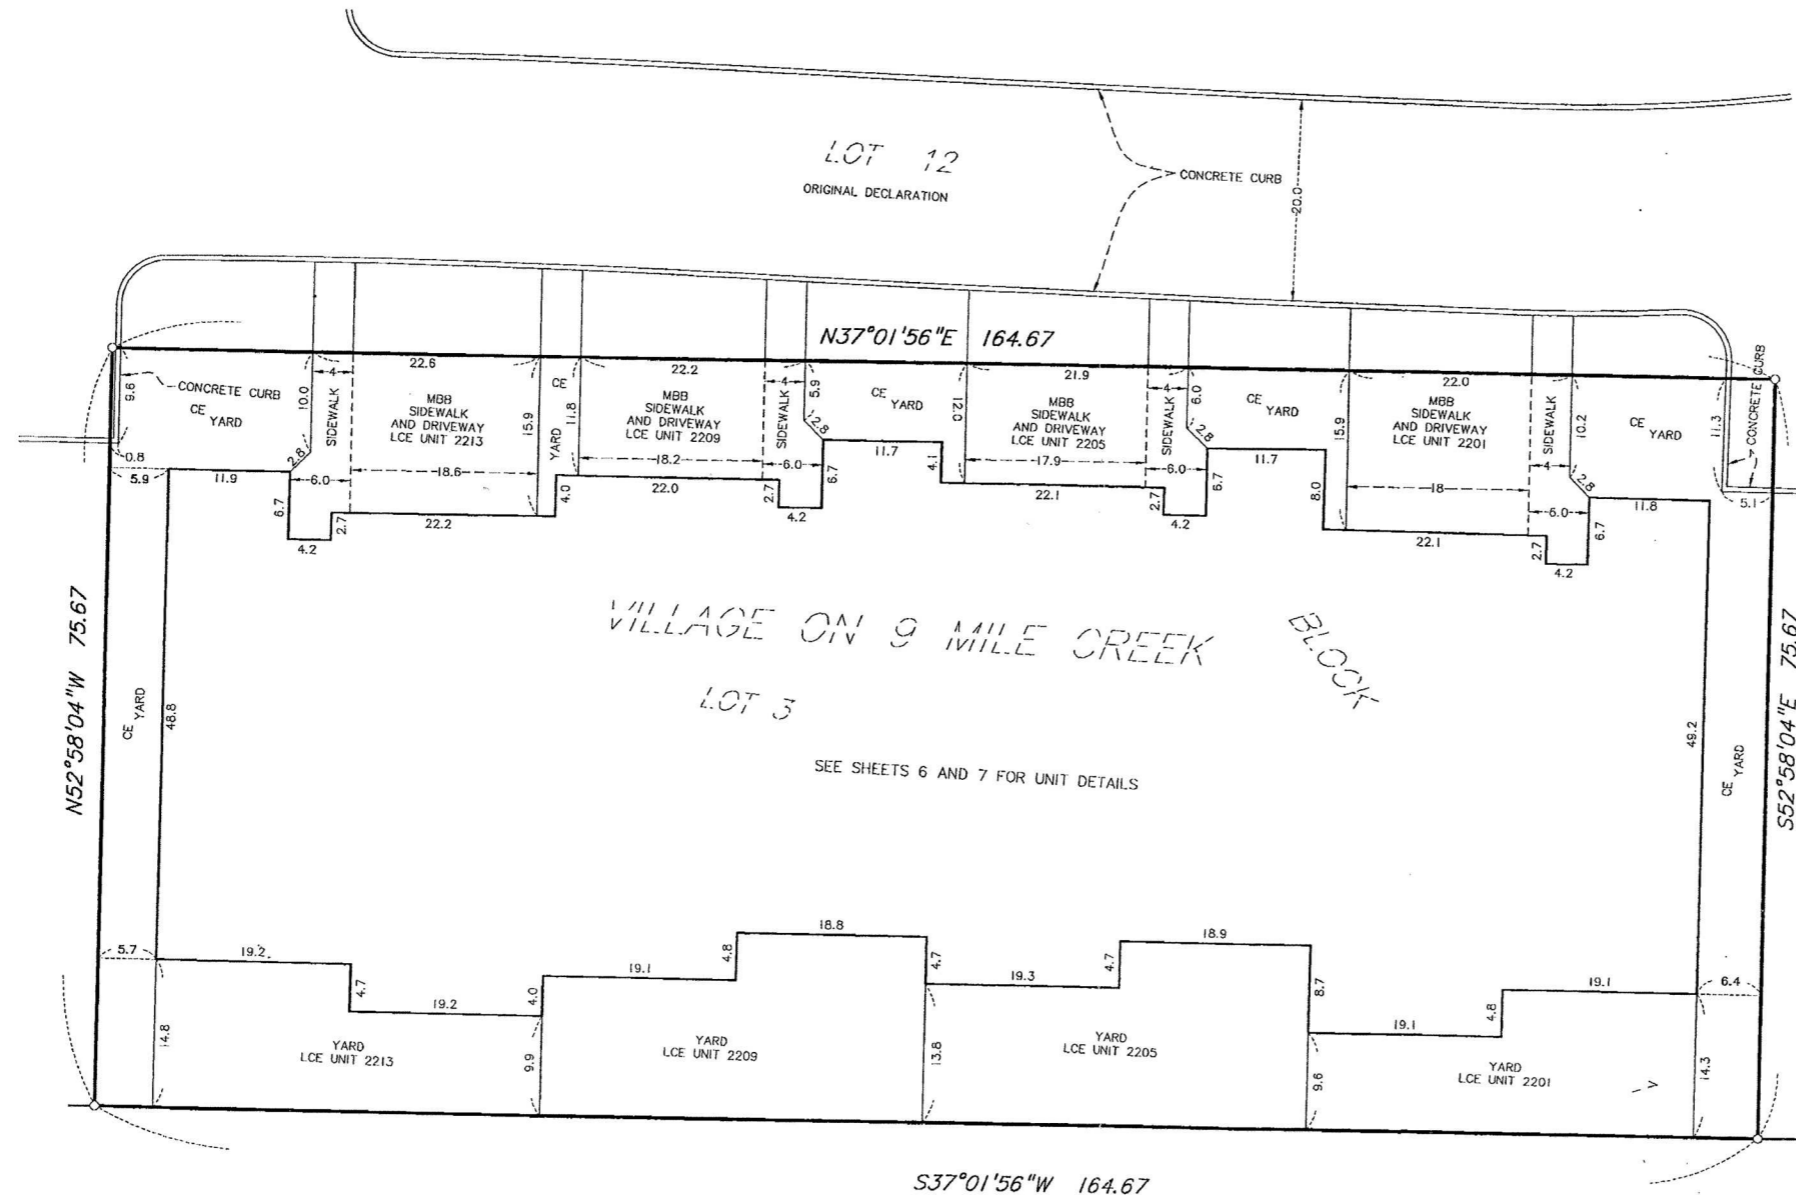 LOT 12
ORIGINAL DECLARATION
CONCRETE CURB
20.0
N37°01'56"E 164.67
9.6
CONCRETE CURB
CE YARD
10.0
4
SIDEWALK
22.6
MBB
SIDEWALK
AND DRIVEWAY
LCE UNIT 2213
15.9
CE YARD
11.8
22.2
MBB
SIDEWALK
AND DRIVEWAY
LCE UNIT 2209
4
SIDEWALK
5.9
2.8
CE YARD
12.0
21.9
MBB
SIDEWALK
AND DRIVEWAY
LCE UNIT 2205
4
SIDEWALK
6.0
2.8
CE YARD
15.9
22.0
MBB
SIDEWALK
AND DRIVEWAY
LCE UNIT 2201
4
SIDEWALK
10.2
2.8
CE YARD
11.3
CONCRETE CURB
0.8
5.9
11.9
2.8
6.0
18.6
18.2
6.0
11.7
4.1
17.9
6.0
11.7
18
6.0
11.8
5.1
6.7
4.2
2.7
22.2
4.0
22.0
2.7
4.2
6.7
22.1
2.7
4.2
6.7
8.0
22.1
2.7
4.2
6.7
VILLAGE ON 9 MILE CREEK
BLOCK
LOT 3
SEE SHEETS 6 AND 7 FOR UNIT DETAILS
N52°58'04"W 75.67
CE YARD
48.8
49.2
CE YARD
S52°58'04"E 75.67
5.7
19.2
4.7
19.2
4.0
19.1
4.8
18.8
4.7
19.3
4.7
18.9
8.7
19.1
4.8
19.1
6.4
14.8
YARD
LCE UNIT 2213
9.9
YARD
LCE UNIT 2209
13.8
YARD
LCE UNIT 2205
9.6
YARD
LCE UNIT 2201
14.3
S37°01'56"W 164.67